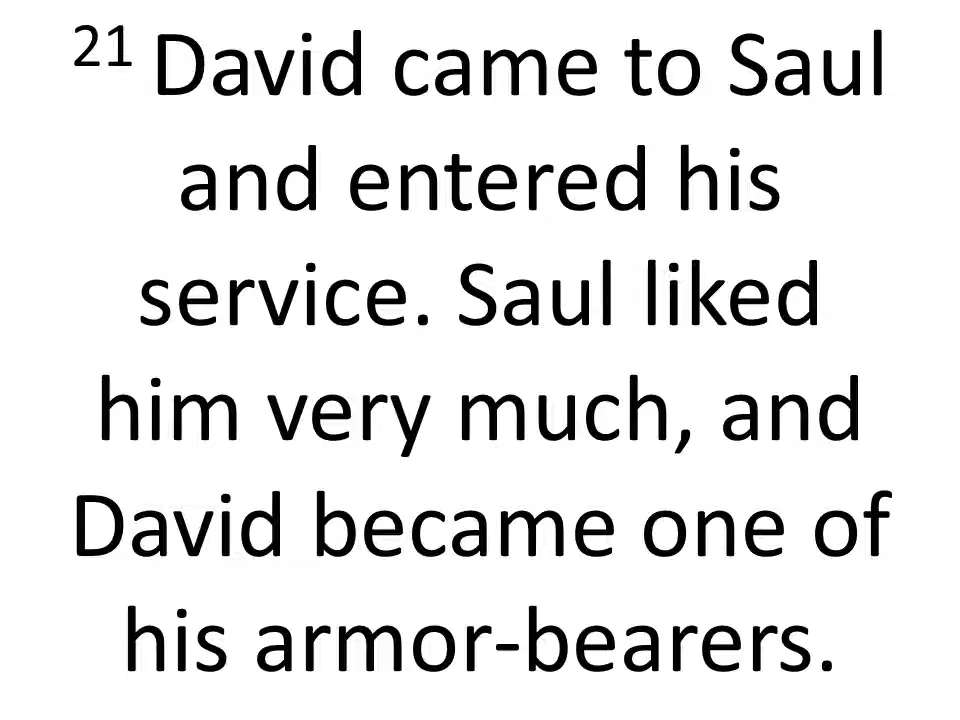 21 David came to Saul
and entered his
service. Saul liked
him very much, and
David became one of
his armor-bearers.